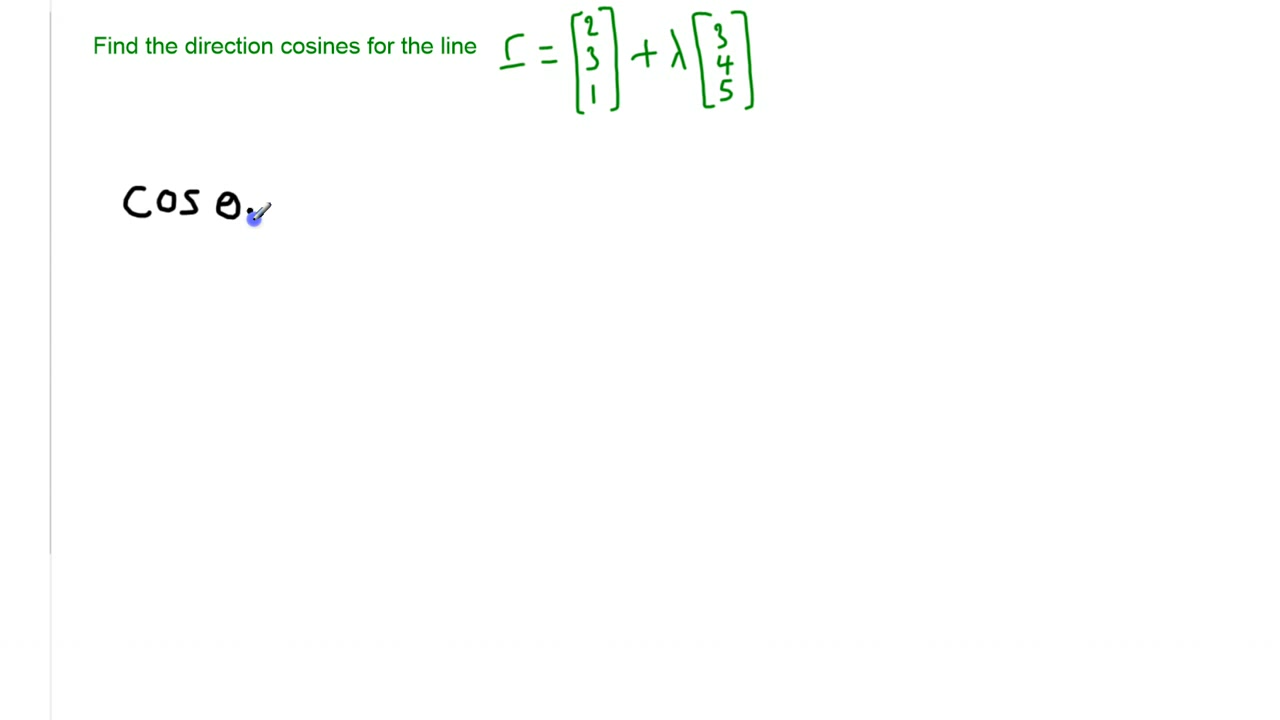 Find the direction cosines for the line r = [2 3 1] + λ [3 4 5]
cos θ